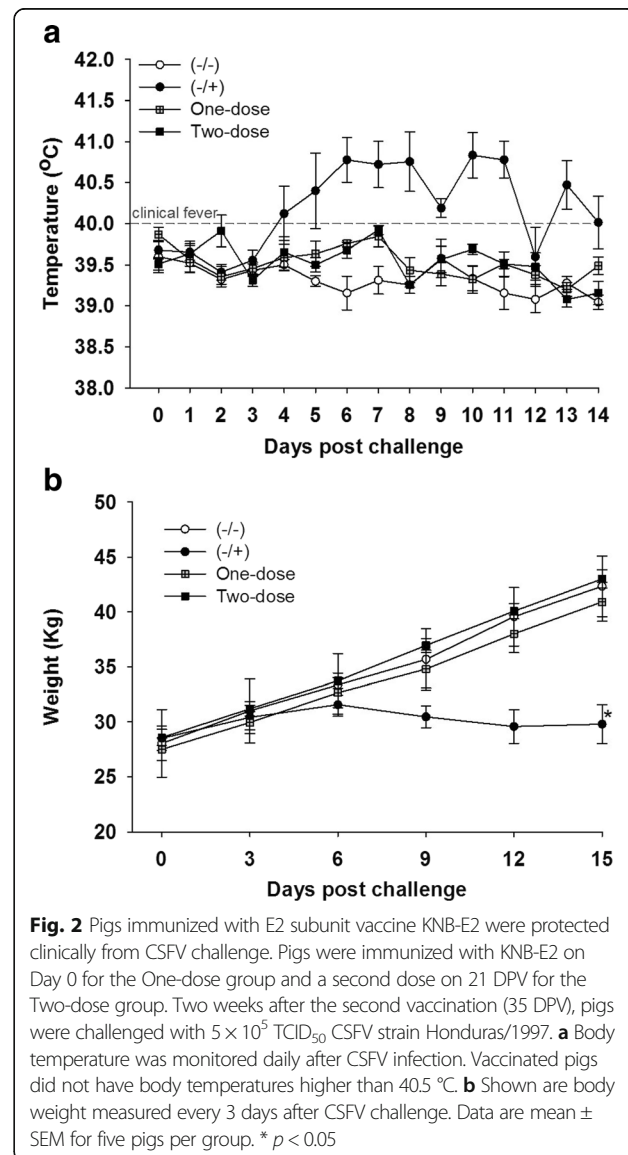 a
42.0
41.5
41.0
40.5
40.0
39.5
39.0
38.5
38.0
Temperature (°C)
(-/-)
(-/+)
One-dose
Two-dose
clinical fever
0 1 2 3 4 5 6 7 8 9 10 11 12 13 14
Days post challenge
b
50
45
40
35
30
25
20
Weight (Kg)
(-/-)
(-/+)
One-dose
Two-dose
*
0 3 6 9 12 15
Days post challenge
Fig. 2 Pigs immunized with E2 subunit vaccine KNB-E2 were protected
clinically from CSFV challenge. Pigs were immunized with KNB-E2 on
Day 0 for the One-dose group and a second dose on 21 DPV for the
Two-dose group. Two weeks after the second vaccination (35 DPV), pigs
were challenged with 5 × 10⁵ TCID₅₀ CSFV strain Honduras/1997. a Body
temperature was monitored daily after CSFV infection. Vaccinated pigs
did not have body temperatures higher than 40.5 °C. b Shown are body
weight measured every 3 days after CSFV challenge. Data are mean ±
SEM for five pigs per group. * p < 0.05